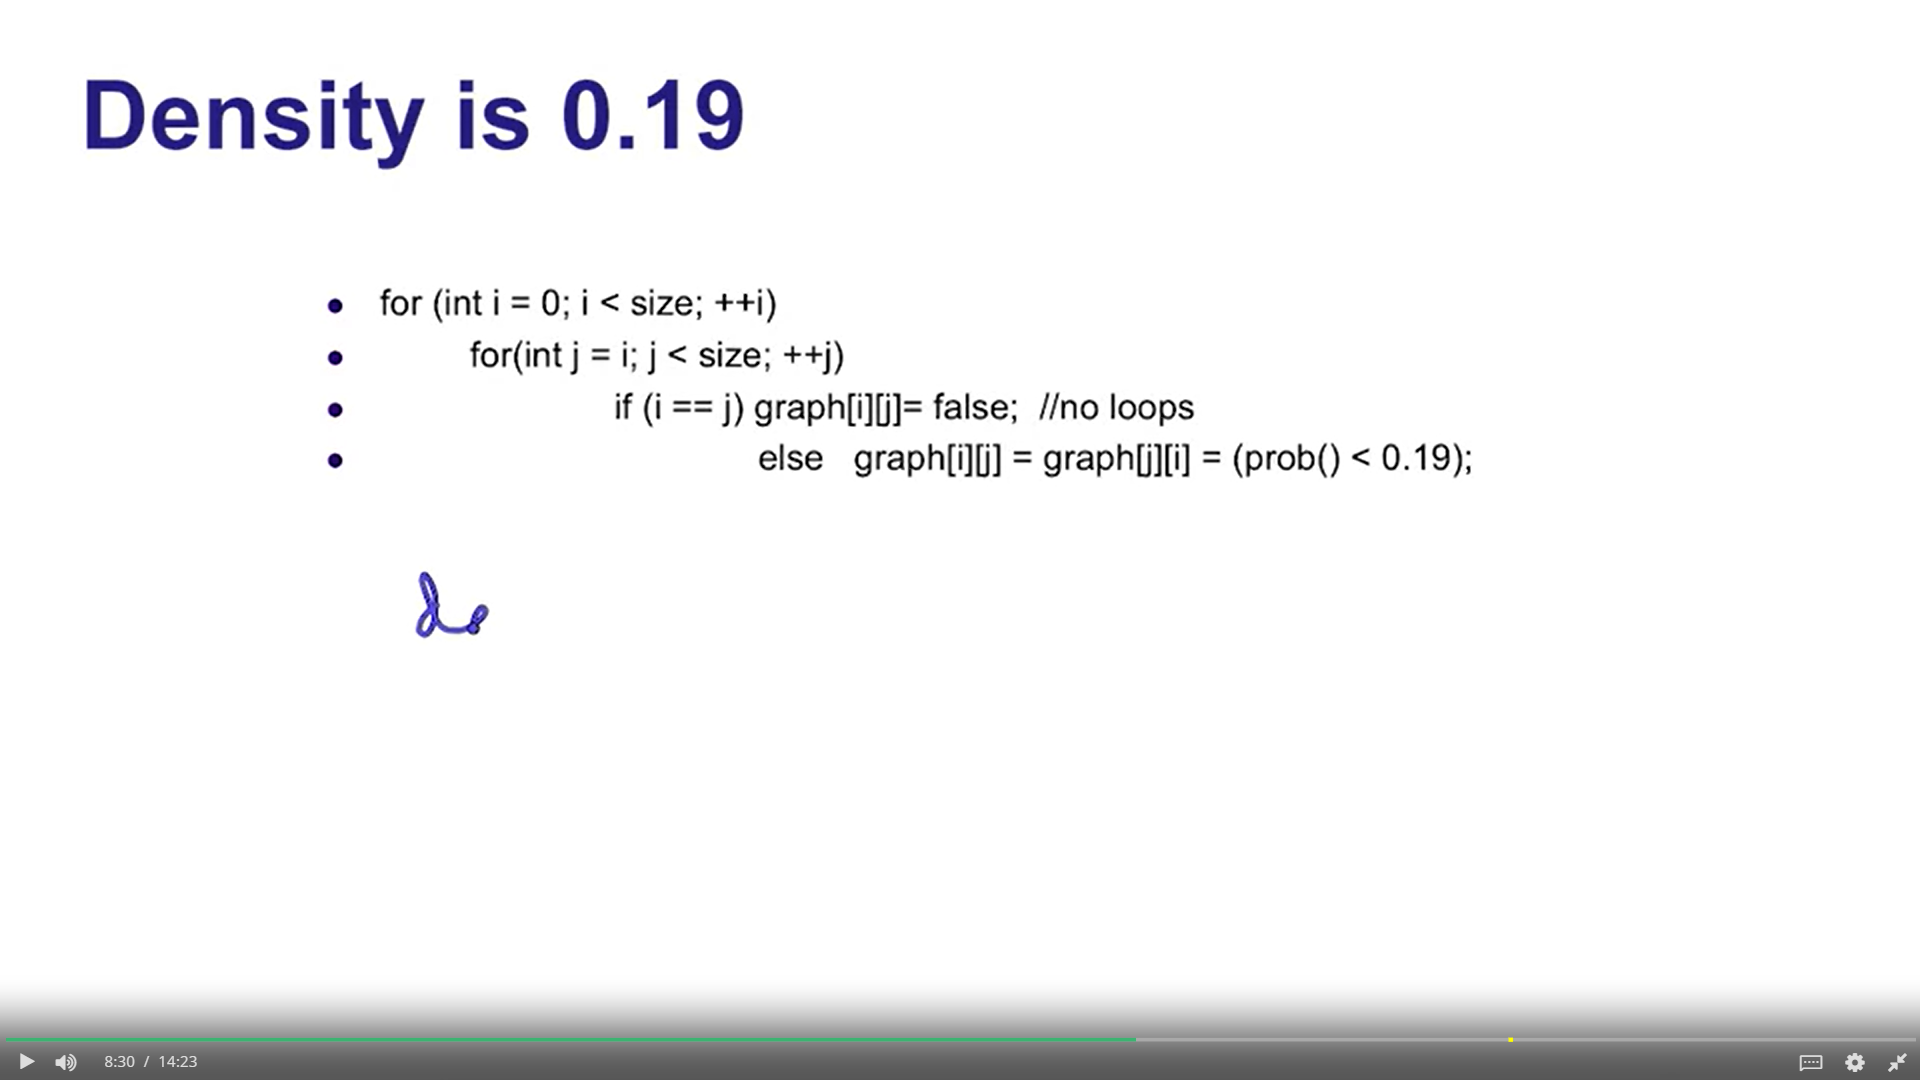 Density is 0.19
• for (int i = 0; i < size; ++i)
• for(int j = i; j < size; ++j)
• if (i == j) graph[i][j]= false;  //no loops
• else   graph[i][j] = graph[j][i] = (prob() < 0.19);
de
8:30 / 14:23